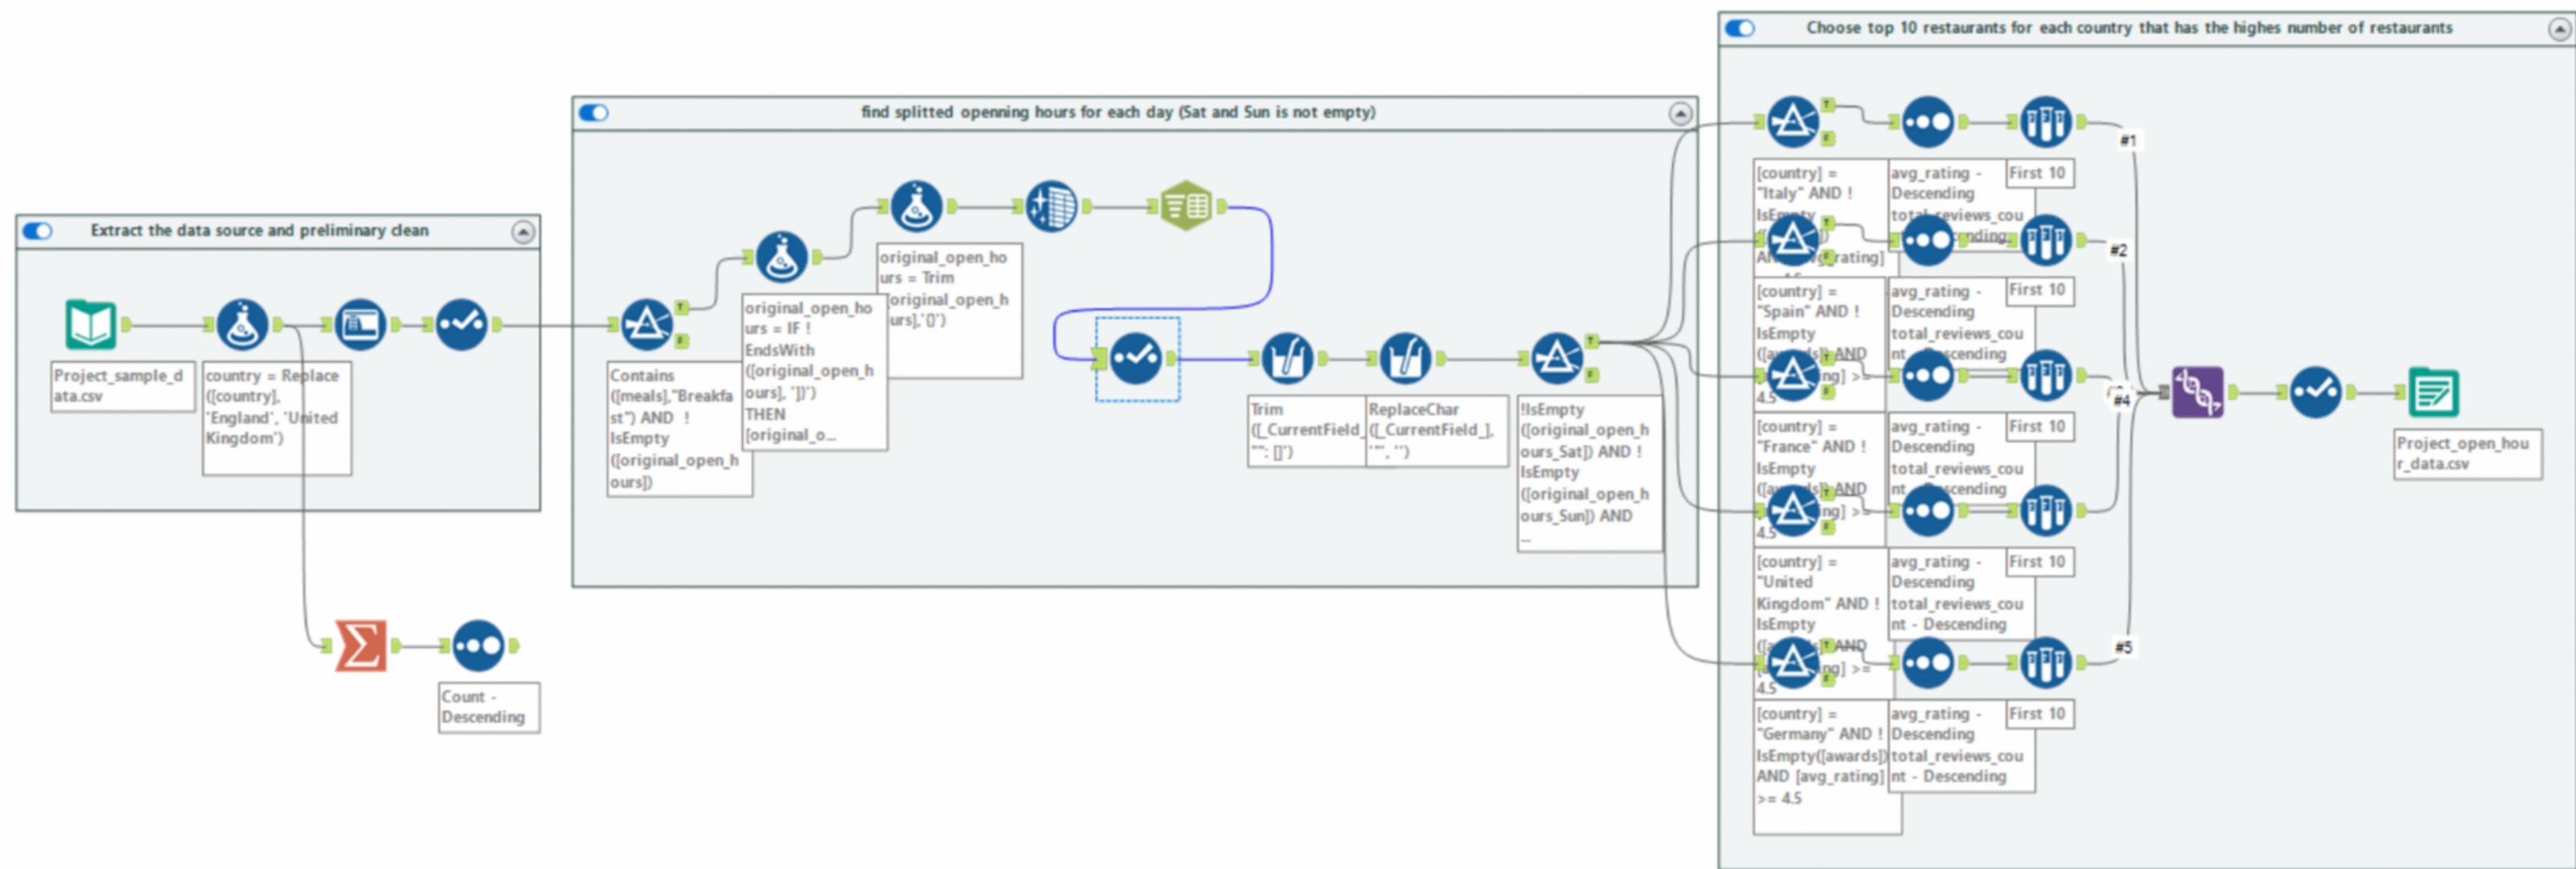 Extract the data source and preliminary clean
Project_sample_d
ata.csv
country = Replace
([country],
'England', 'United
Kingdom')
Count -
Descending
find splitted openning hours for each day (Sat and Sun is not empty)
Contains
([meals],"Breakfa
st") AND !
IsEmpty
([original_open_h
ours])
T
F
original_open_ho
urs = IF !
EndsWith
([original_open_h
ours], '])')
THEN
[original_o...
original_open_ho
urs = Trim
original_open_h
urs],'{}')
Trim
([_CurrentField_
ReplaceChar
([_CurrentField_],
T
F
!IsEmpty
([original_open_h
ours_Sat]) AND !
IsEmpty
([original_open_h
ours_Sun]) AND
...
Choose top 10 restaurants for each country that has the highes number of restaurants
T
F
[country] =
"Italy" AND !
avg_rating -
Descending
First 10
#1
T
[country] =
"Spain" AND !
IsEmpty
avg_rating -
Descending
total_reviews_cou
First 10
#2
T
F
4.5
[country] =
"France" AND !
IsEmpty
avg_rating -
Descending
total_reviews_cou
First 10
#4
T
F
4.5
[country] =
"United
Kingdom" AND !
IsEmpty
avg_rating -
Descending
total_reviews_cou
nt - Descending
First 10
T
F
4.5
[country] =
"Germany" AND !
IsEmpty([awards])
AND [avg_rating]
>= 4.5
avg_rating -
Descending
total_reviews_cou
nt - Descending
First 10
#5
Project_open_hou
r_data.csv